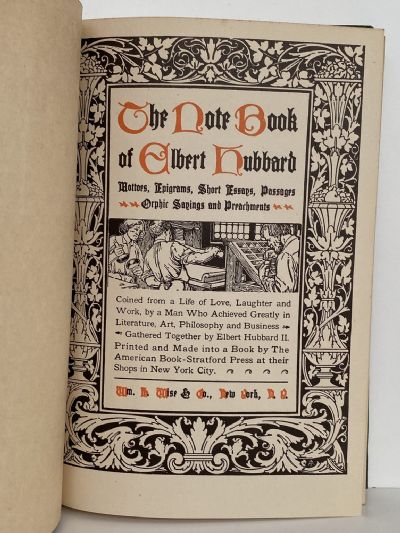 The Note Book
of Elbert Hubbard
Mottoes, Epigrams, Short Essays, Passages
Orphic Sayings and Preachments
Coined from a Life of Love, Laughter and
Work, by a Man Who Achieved Greatly in
Literature, Art, Philosophy and Business
Gathered Together by Elbert Hubbard II.
Printed and Made into a Book by The
American Book-Stratford Press at their
Shops in New York City.
Wm. H. Wise & Co., New York, N. Y.